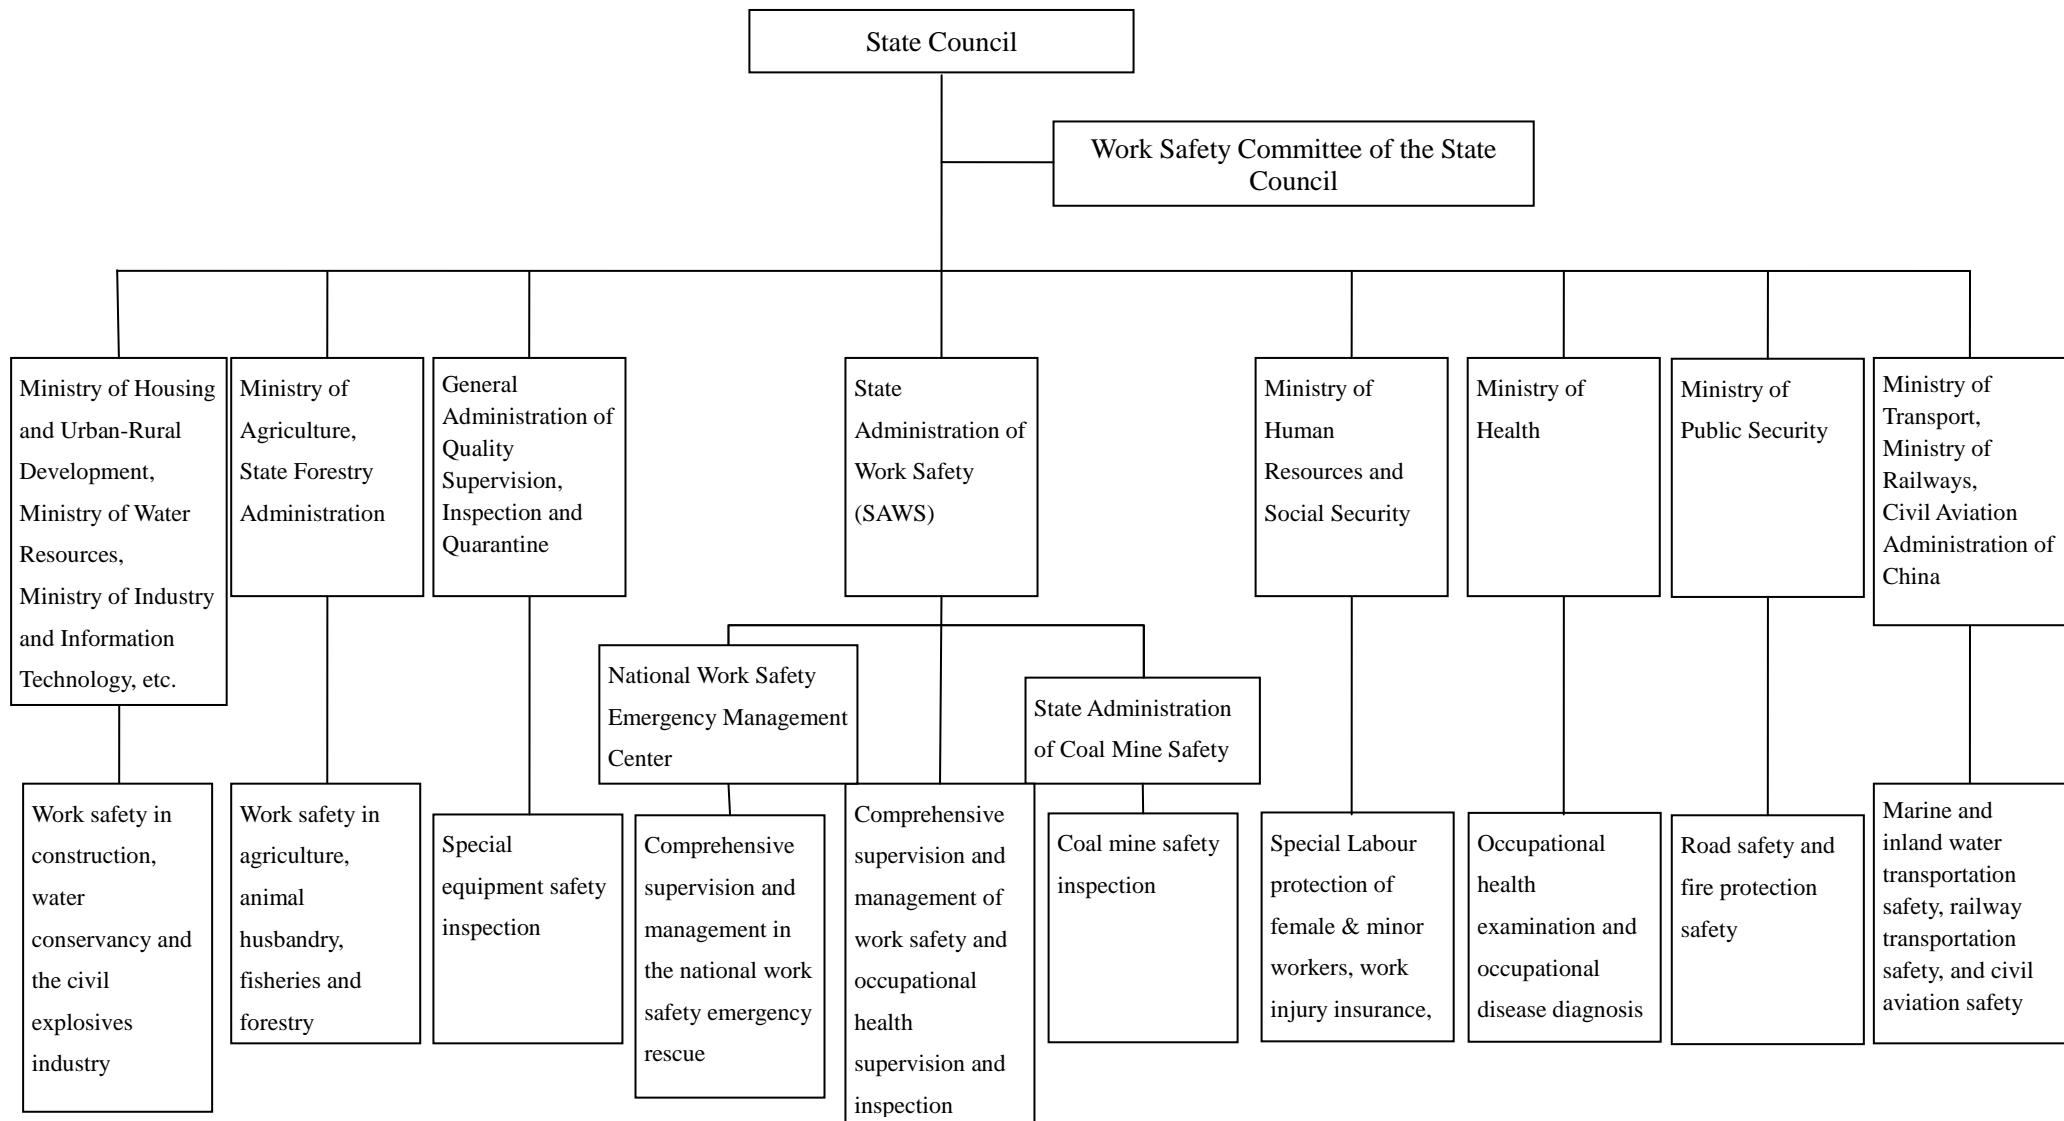 State Council
Work Safety Committee of the State
Council
Ministry of Housing
and Urban-Rural
Development,
Ministry of Water
Resources,
Ministry of Industry
and Information
Technology, etc.
Ministry of
Agriculture,
State Forestry
Administration
General
Administration of
Quality
Supervision,
Inspection and
Quarantine
State
Administration of
Work Safety
(SAWS)
Ministry of
Human
Resources and
Social Security
Ministry of
Health
Ministry of
Public Security
Ministry of
Transport,
Ministry of
Railways,
Civil Aviation
Administration of
China
National Work Safety
Emergency Management
Center
State Administration
of Coal Mine Safety
Work safety in
construction,
water
conservancy and
the civil
explosives
industry
Work safety in
agriculture,
animal
husbandry,
fisheries and
forestry
Special
equipment safety
inspection
Comprehensive
supervision and
management in
the national work
safety emergency
rescue
Comprehensive
supervision and
management of
work safety and
occupational
health
supervision and
inspection
Coal mine safety
inspection
Special Labour
protection of
female & minor
workers, work
injury insurance,
Occupational
health
examination and
occupational
disease diagnosis
Road safety and
fire protection
safety
Marine and
inland water
transportation
safety, railway
transportation
safety, and civil
aviation safety